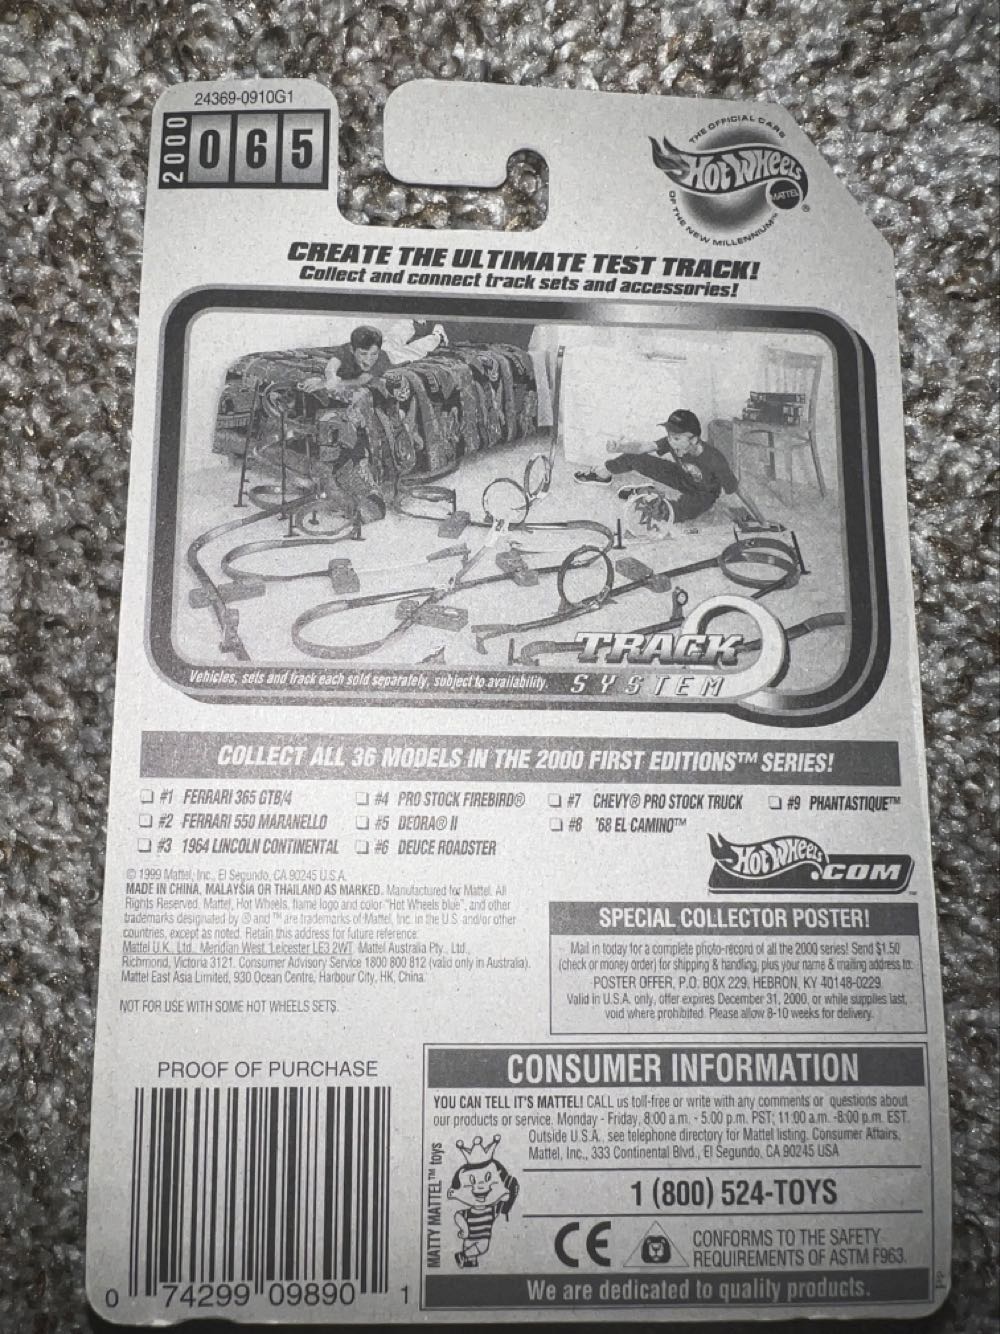 24369-0910G1
2000 065
THE OFFICIAL CARS
HOT WHEELS
MATTEL ®
OF THE NEW MILLENNIUM™
CREATE THE ULTIMATE TEST TRACK!
Collect and connect track sets and accessories!
TRACK
SYSTEM
Vehicles, sets and track each sold separately, subject to availability.
COLLECT ALL 36 MODELS IN THE 2000 FIRST EDITIONS™ SERIES!
#1 FERRARI 365 GTB/4
#2 FERRARI 550 MARANELLO
#3 1964 LINCOLN CONTINENTAL
#4 PRO STOCK FIREBIRD®
#5 DEORA® II
#6 DEUCE ROADSTER
#7 CHEVY® PRO STOCK TRUCK
#8 '68 EL CAMINO™
#9 PHANTASTIQUE™
© 1999 Mattel, Inc., El Segundo, CA 90245 U.S.A.
MADE IN CHINA, MALAYSIA OR THAILAND AS MARKED. Manufactured for Mattel. All
Rights Reserved. Mattel, Hot Wheels, flame logo and color "Hot Wheels blue", and other
trademarks designated by ® and ™ are trademarks of Mattel, Inc. in the U.S. and/or other
countries, except as noted. Retain this address for future reference:
Mattel U.K. Ltd., Meridian West, Leicester LE3 2WT. Mattel Australia Pty. Ltd.,
Richmond, Victoria 3121. Consumer Advisory Service 1800 800 812 (valid only in Australia).
Mattel East Asia Limited, 930 Ocean Centre, Harbour City, HK, China.
NOT FOR USE WITH SOME HOT WHEELS SETS.
HOT WHEELS.COM™
SPECIAL COLLECTOR POSTER!
Mail in today for a complete photo-record of all the 2000 series! Send $1.50
(check or money order) for shipping & handling, plus your name & mailing address to:
POSTER OFFER, P.O. BOX 229, HEBRON, KY 40148-0229
Valid in U.S.A. only, offer expires December 31, 2000, or while supplies last,
void where prohibited. Please allow 8-10 weeks for delivery.
PROOF OF PURCHASE
0 74299 09890 1
CONSUMER INFORMATION
YOU CAN TELL IT'S MATTEL! CALL us toll-free or write with any comments or questions about
our products or service. Monday - Friday, 8:00 a.m. - 5:00 p.m. PST; 11:00 a.m. -8:00 p.m. EST.
Outside U.S.A., see telephone directory for Mattel listing. Consumer Affairs,
Mattel, Inc., 333 Continental Blvd., El Segundo, CA 90245 USA
MATTY MATTEL™ toys
1 (800) 524-TOYS
CE
CONFORMS TO THE SAFETY
REQUIREMENTS OF ASTM F963.
We are dedicated to quality products.